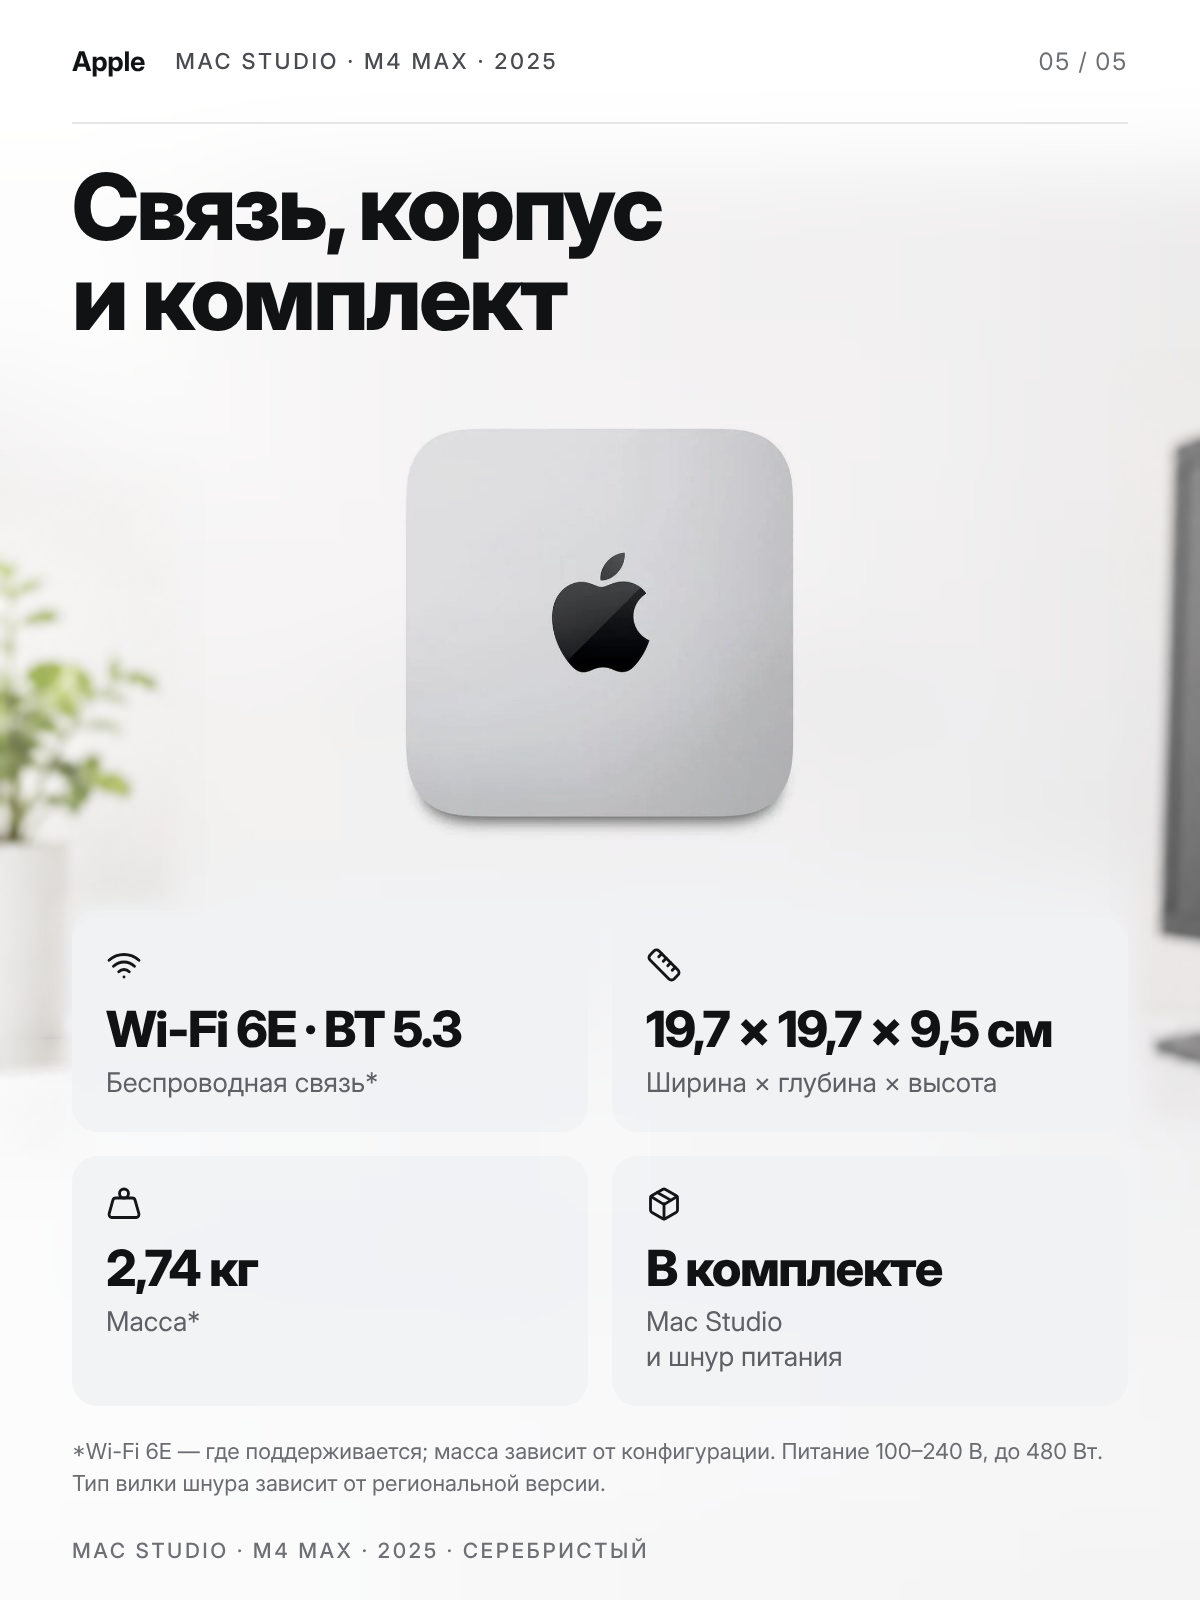 Apple MAC STUDIO · M4 MAX · 2025 05 / 05
Связь, корпус
и комплект
Wi-Fi 6E · BT 5.3
Беспроводная связь*
19,7 × 19,7 × 9,5 см
Ширина × глубина × высота
2,74 кг
Масса*
В комплекте
Mac Studio
и шнур питания
*Wi-Fi 6E — где поддерживается; масса зависит от конфигурации. Питание 100–240 В, до 480 Вт.
Тип вилки шнура зависит от региональной версии.
MAC STUDIO · M4 MAX · 2025 · СЕРЕБРИСТЫЙ